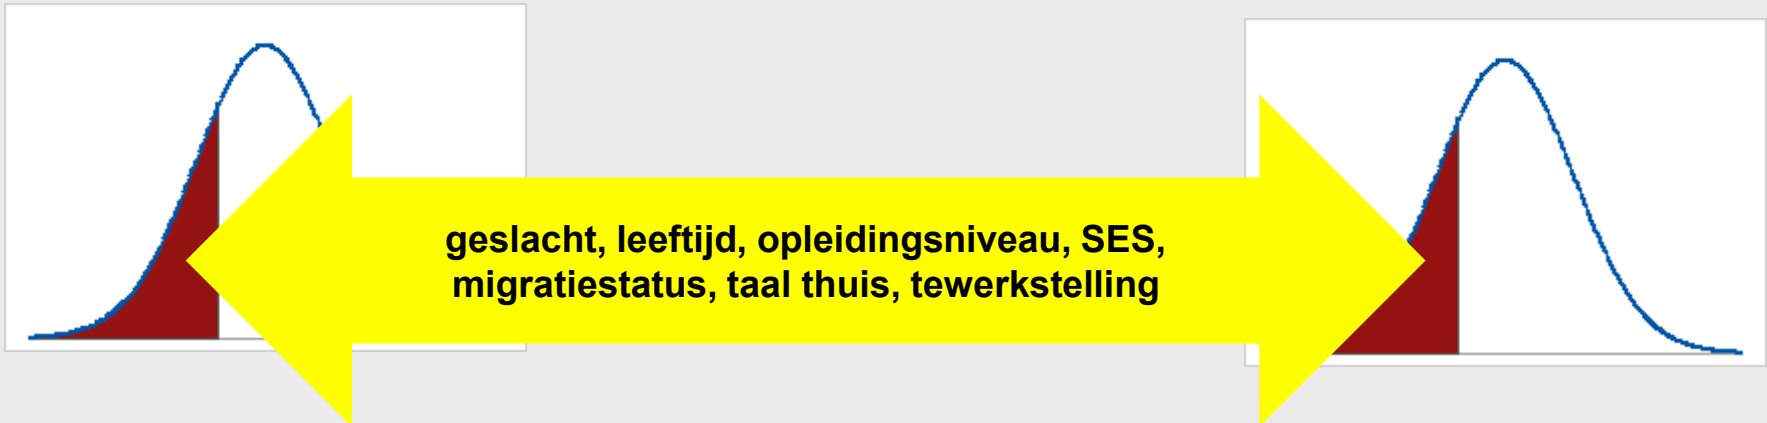 geslacht, leeftijd, opleidingsniveau, SES,
migratiestatus, taal thuis, tewerkstelling